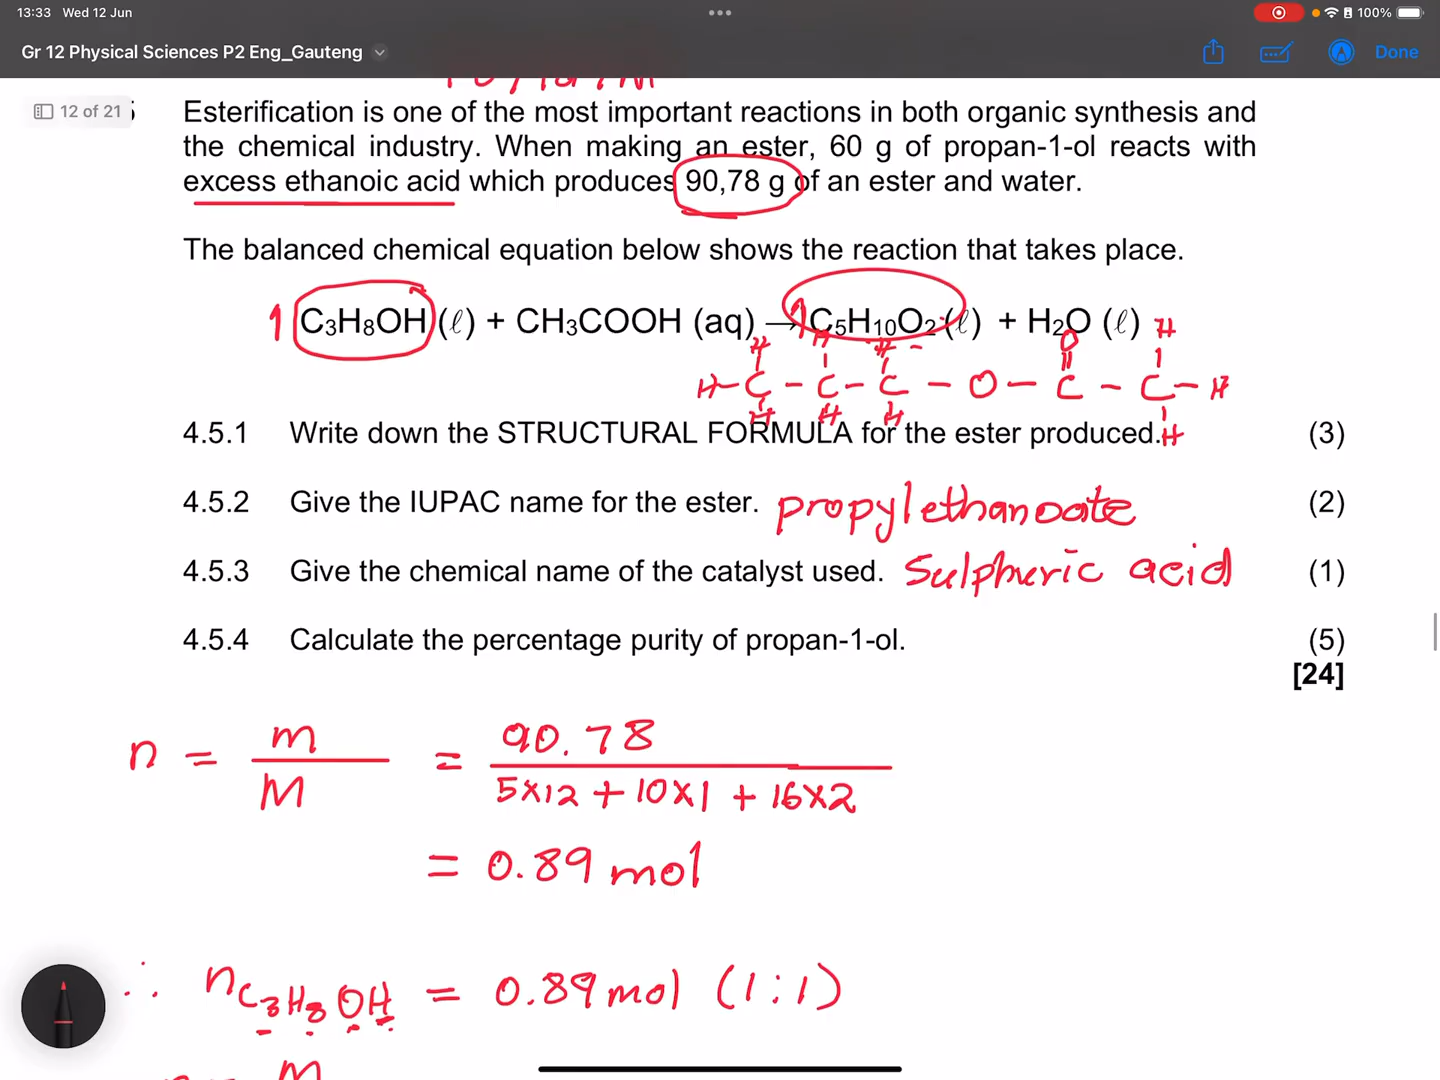 13:33 Wed 12 Jun
100%
Gr 12 Physical Sciences P2 Eng_Gauteng
Done
12 of 21
Esterification is one of the most important reactions in both organic synthesis and
the chemical industry. When making an ester, 60 g of propan-1-ol reacts with
excess ethanoic acid which produces 90,78 g of an ester and water.
The balanced chemical equation below shows the reaction that takes place.
1 C₃H₈OH (ℓ) + CH₃COOH (aq) → 1 C₅H₁₀O₂ (ℓ) + H₂O (ℓ)
H H H O H
H-C - C - C - O - C - C - H
H H H H
4.5.1 Write down the STRUCTURAL FORMULA for the ester produced. (3)
4.5.2 Give the IUPAC name for the ester. propylethanoate (2)
4.5.3 Give the chemical name of the catalyst used. Sulphuric acid (1)
4.5.4 Calculate the percentage purity of propan-1-ol. (5)
[24]
n = m/M = 90.78/5×12 + 10×1 + 16×2
= 0.89 mol
∴ nC₃H₈OH = 0.89 mol (1:1)